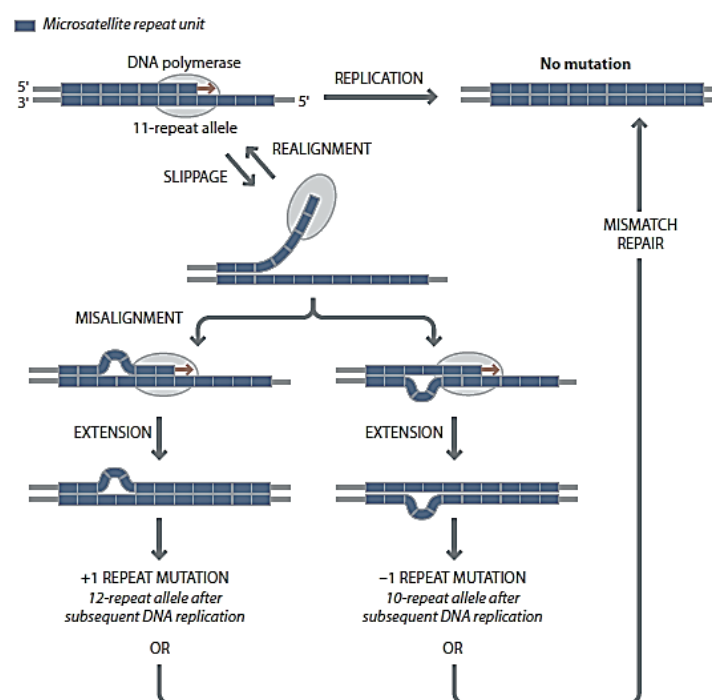 Microsatellite repeat unit
DNA polymerase
5'
3'
5'
11-repeat allele
REPLICATION
No mutation
SLIPPAGE
REALIGNMENT
MISMATCH
REPAIR
MISALIGNMENT
EXTENSION
EXTENSION
+1 REPEAT MUTATION
12-repeat allele after
subsequent DNA replication
OR
−1 REPEAT MUTATION
10-repeat allele after
subsequent DNA replication
OR